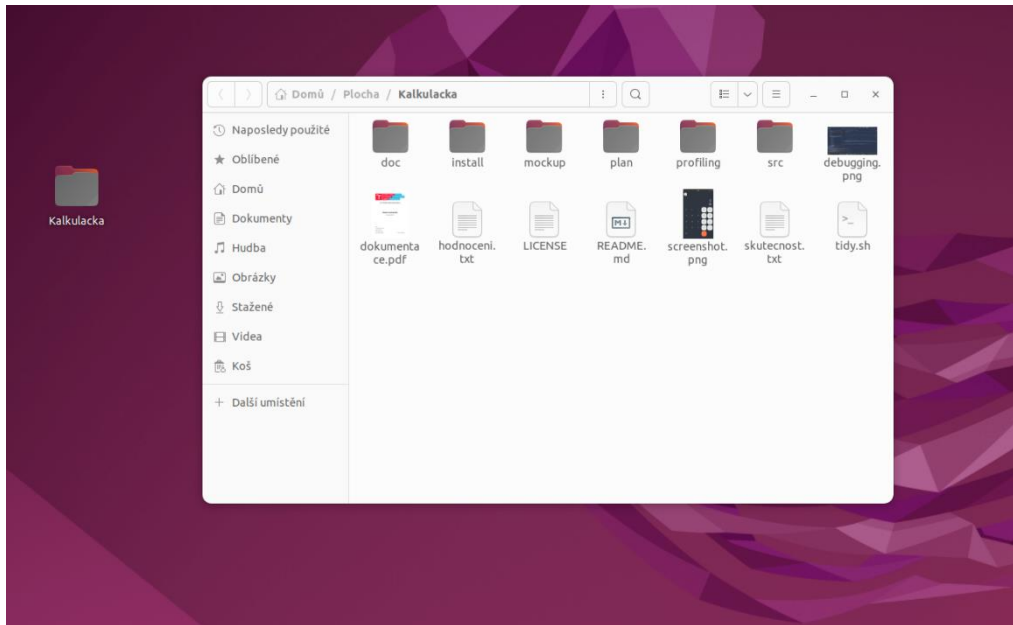 Domů / Plocha / Kalkulacka
Naposledy použité
Oblíbené
Domů
Dokumenty
Hudba
Obrázky
Stažené
Videa
Koš
+ Další umístění
doc
install
mockup
plan
profiling
src
debugging.
png
dokumenta
ce.pdf
hodnoceni.
txt
LICENSE
README.
md
screenshot.
png
skutecnost.
txt
tidy.sh
Kalkulacka